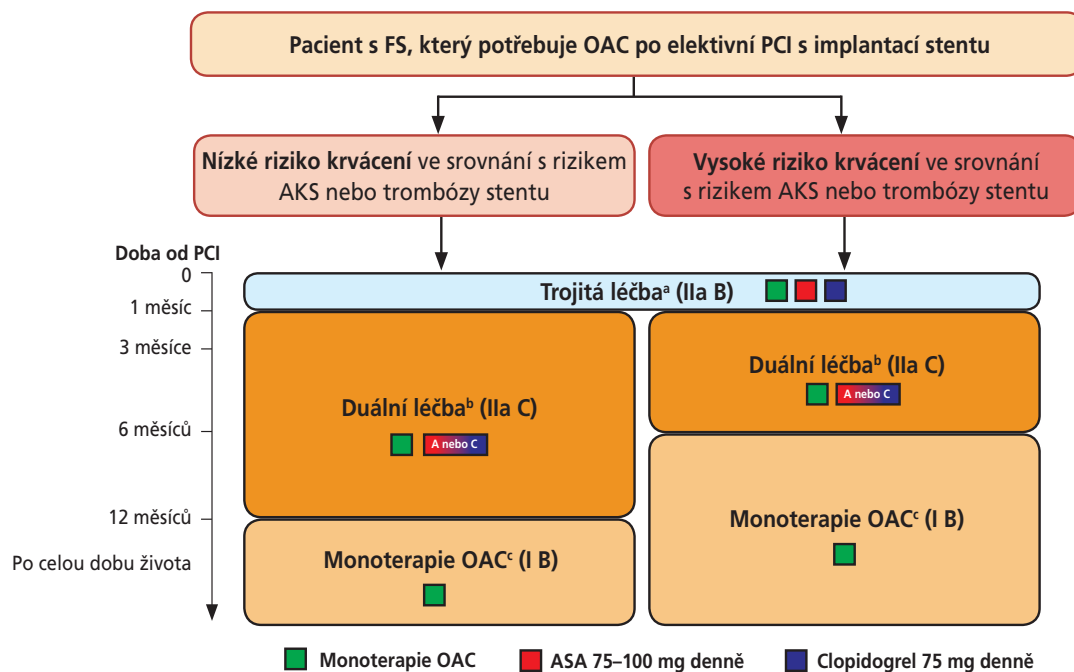 Pacient s FS, který potřebuje OAC po elektivní PCI s implantací stentu
Nízké riziko krvácení ve srovnání s rizikem
AKS nebo trombózy stentu
Vysoké riziko krvácení ve srovnání
s rizikem AKS nebo trombózy stentu
Doba od PCI
0
1 měsíc
3 měsíce
6 měsíců
12 měsíců
Po celou dobu života
Trojitá léčbaᵃ (IIa B)
Duální léčbaᵇ (IIa C)
A nebo C
Duální léčbaᵇ (IIa C)
A nebo C
Monoterapie OACᶜ (I B)
Monoterapie OACᶜ (I B)
Monoterapie OAC
ASA 75–100 mg denně
Clopidogrel 75 mg denně